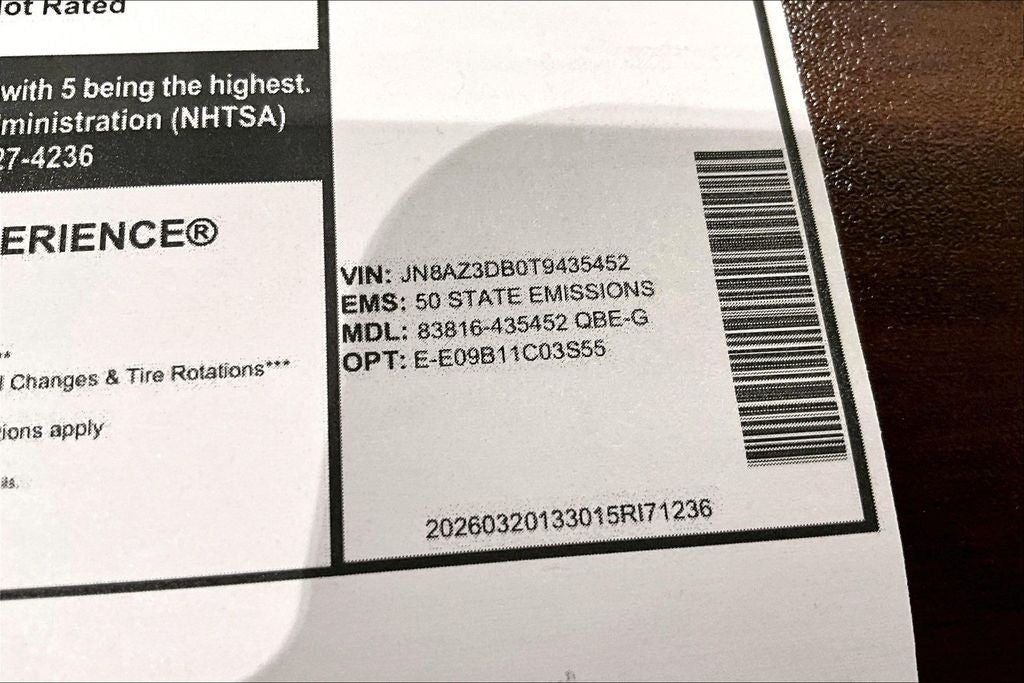 ot Rated
with 5 being the highest.
ministration (NHTSA)
27-4236
ERIENCE®
**
l Changes & Tire Rotations***
ions apply
ils.
VIN: JN8AZ3DB0T9435452
EMS: 50 STATE EMISSIONS
MDL: 83816-435452 QBE-G
OPT: E-E09B11C03S55
20260320133015RI71236